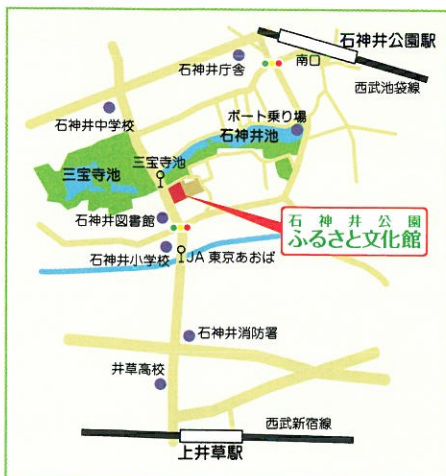 石神井公園駅
石神井庁舎
南口
西武池袋線
石神井中学校
ボート乗り場
石神井池
三宝寺池
三宝寺池
石神井公園
ふるさと文化館
石神井図書館
石神井小学校
JA東京あおば
石神井消防署
井草高校
西武新宿線
上井草駅